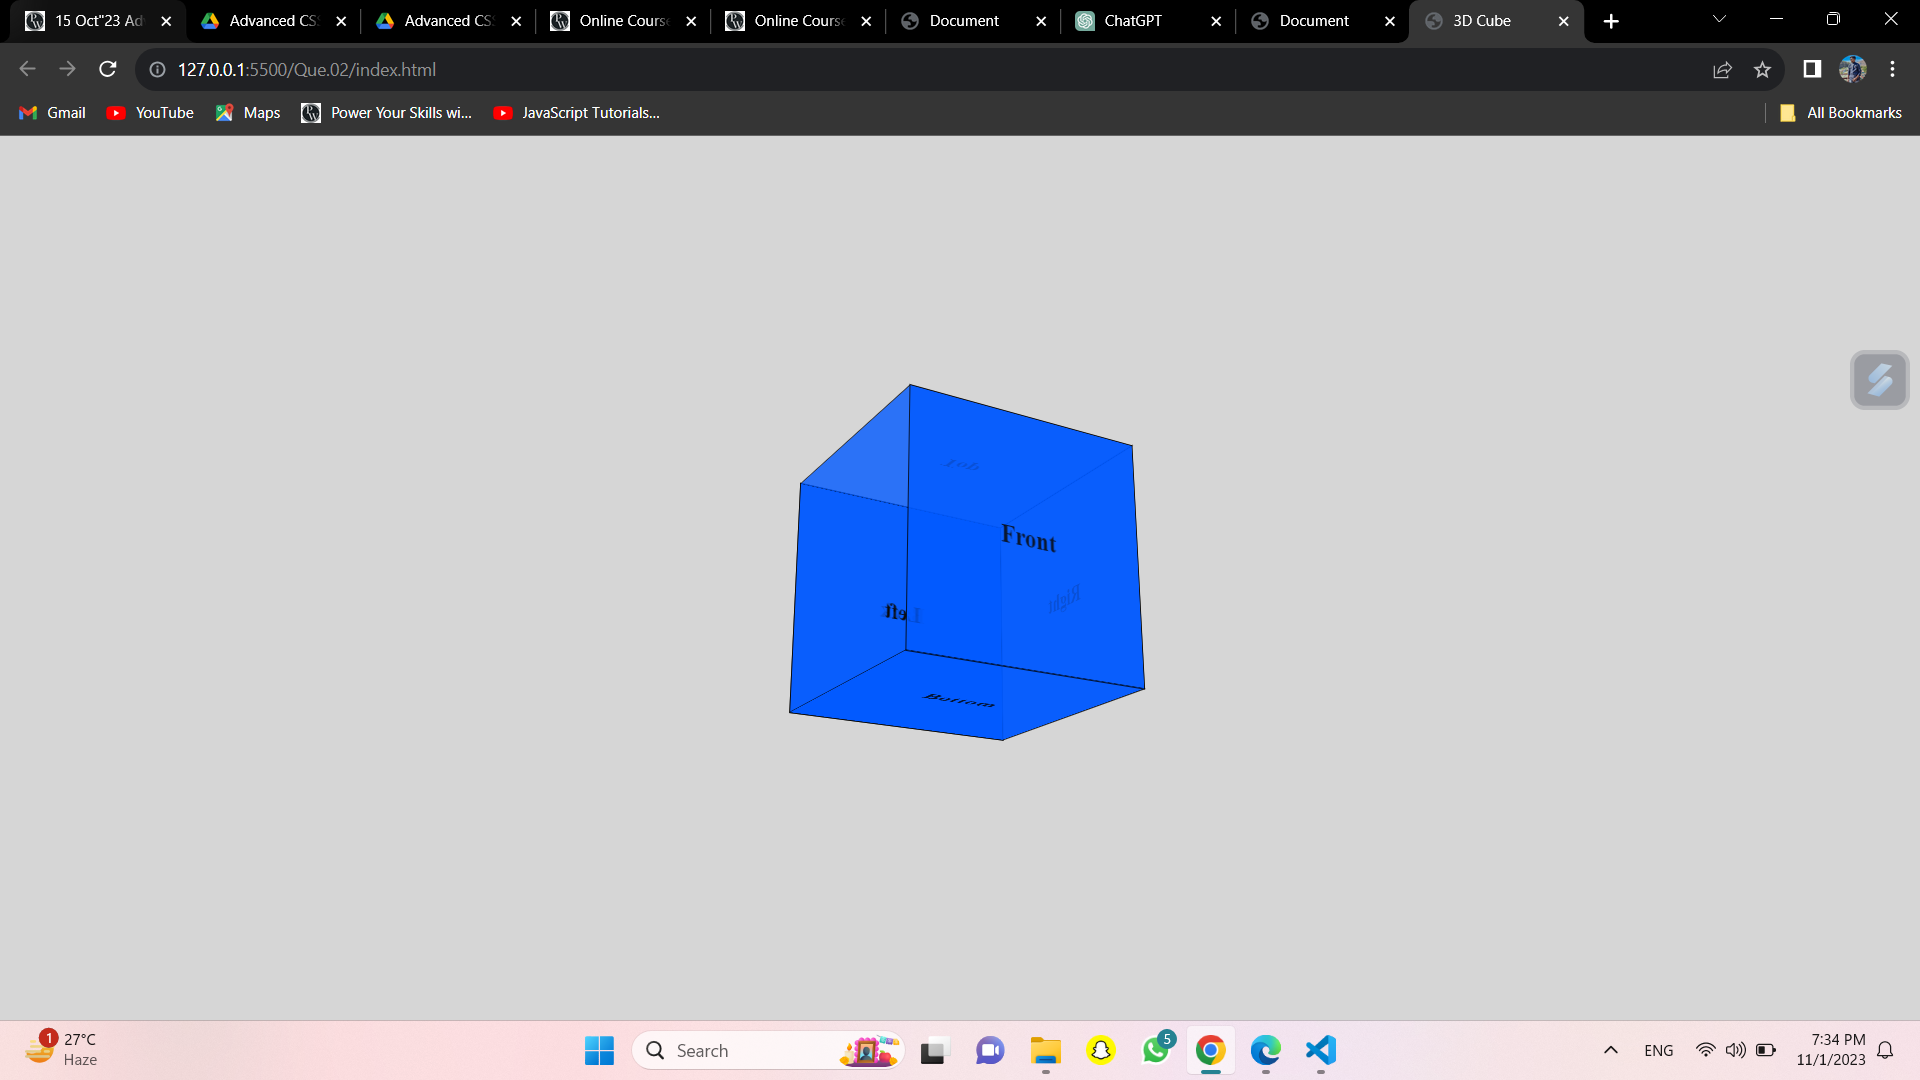 15 Oct"23 Ad
Advanced CS
Advanced CS
Online Course
Online Course
Document
ChatGPT
Document
3D Cube
127.0.0.1:5500/Que.02/index.html
Gmail
YouTube
Maps
Power Your Skills wi...
JavaScript Tutorials...
All Bookmarks
Top
Front
Right
Left
Bottom
1
27°C
Haze
Search
5
ENG
7:34 PM
11/1/2023